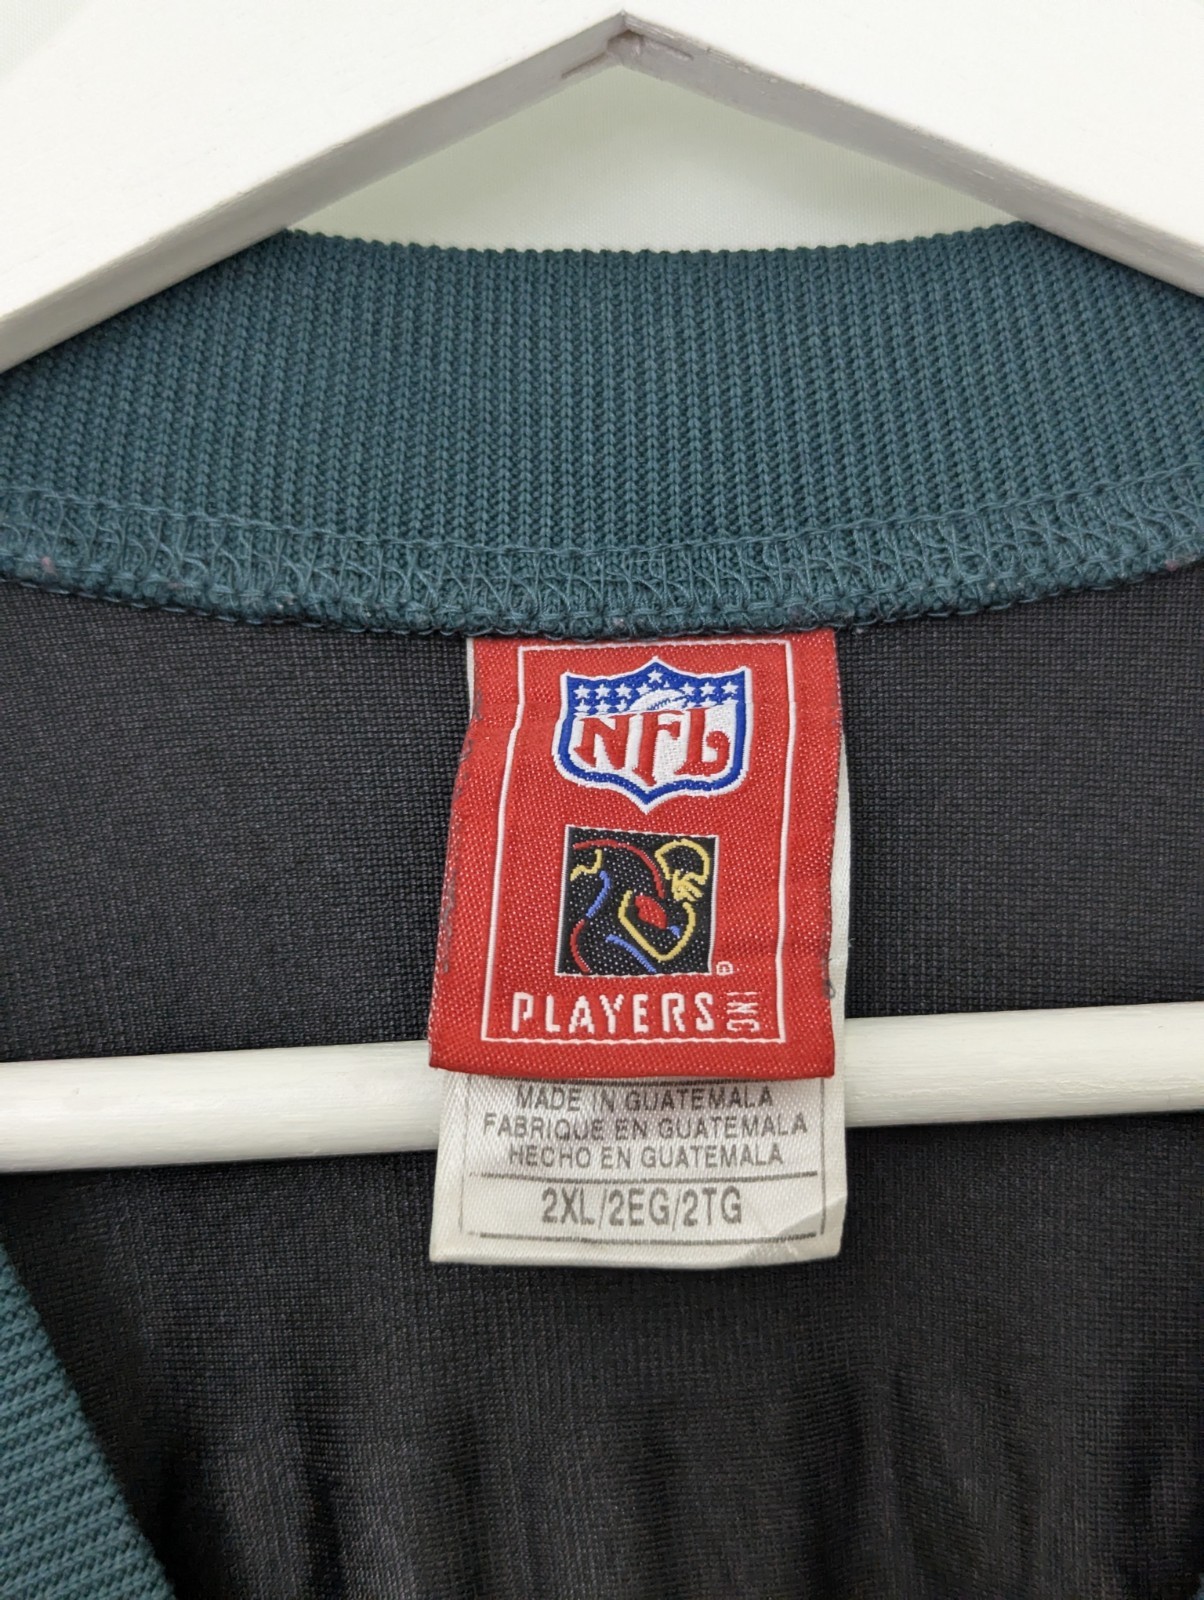 NFL
PLAYERS INC
MADE IN GUATEMALA
FABRIQUE EN GUATEMALA
HECHO EN GUATEMALA
2XL/2EG/2TG